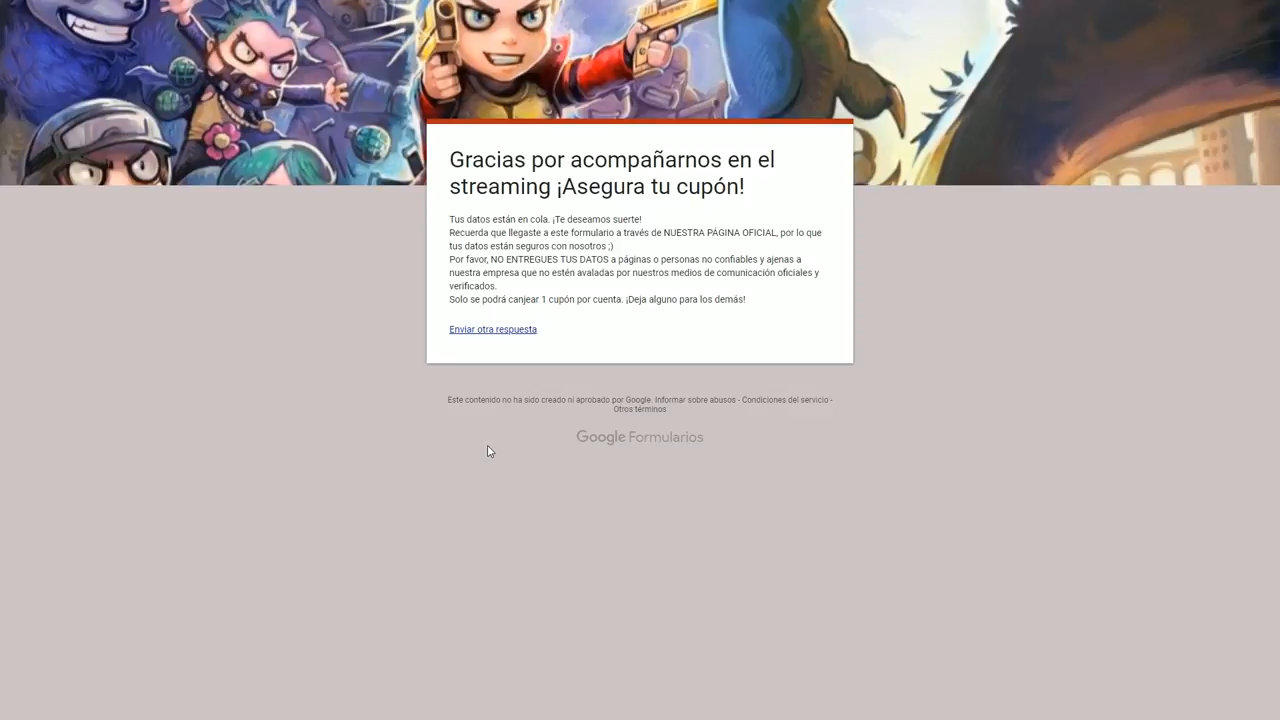 Gracias por acompañarnos en el
streaming ¡Asegura tu cupón!
Tus datos están en cola. ¡Te deseamos suerte!
Recuerda que llegaste a este formulario a través de NUESTRA PÁGINA OFICIAL, por lo que
tus datos están seguros con nosotros ;)
Por favor, NO ENTREGUES TUS DATOS a páginas o personas no confiables y ajenas a
nuestra empresa que no estén avaladas por nuestros medios de comunicación oficiales y
verificados.
Solo se podrá canjear 1 cupón por cuenta. ¡Deja alguno para los demás!
Enviar otra respuesta
Este contenido no ha sido creado ni aprobado por Google. Informar sobre abusos - Condiciones del servicio -
Otros términos
Google Formularios